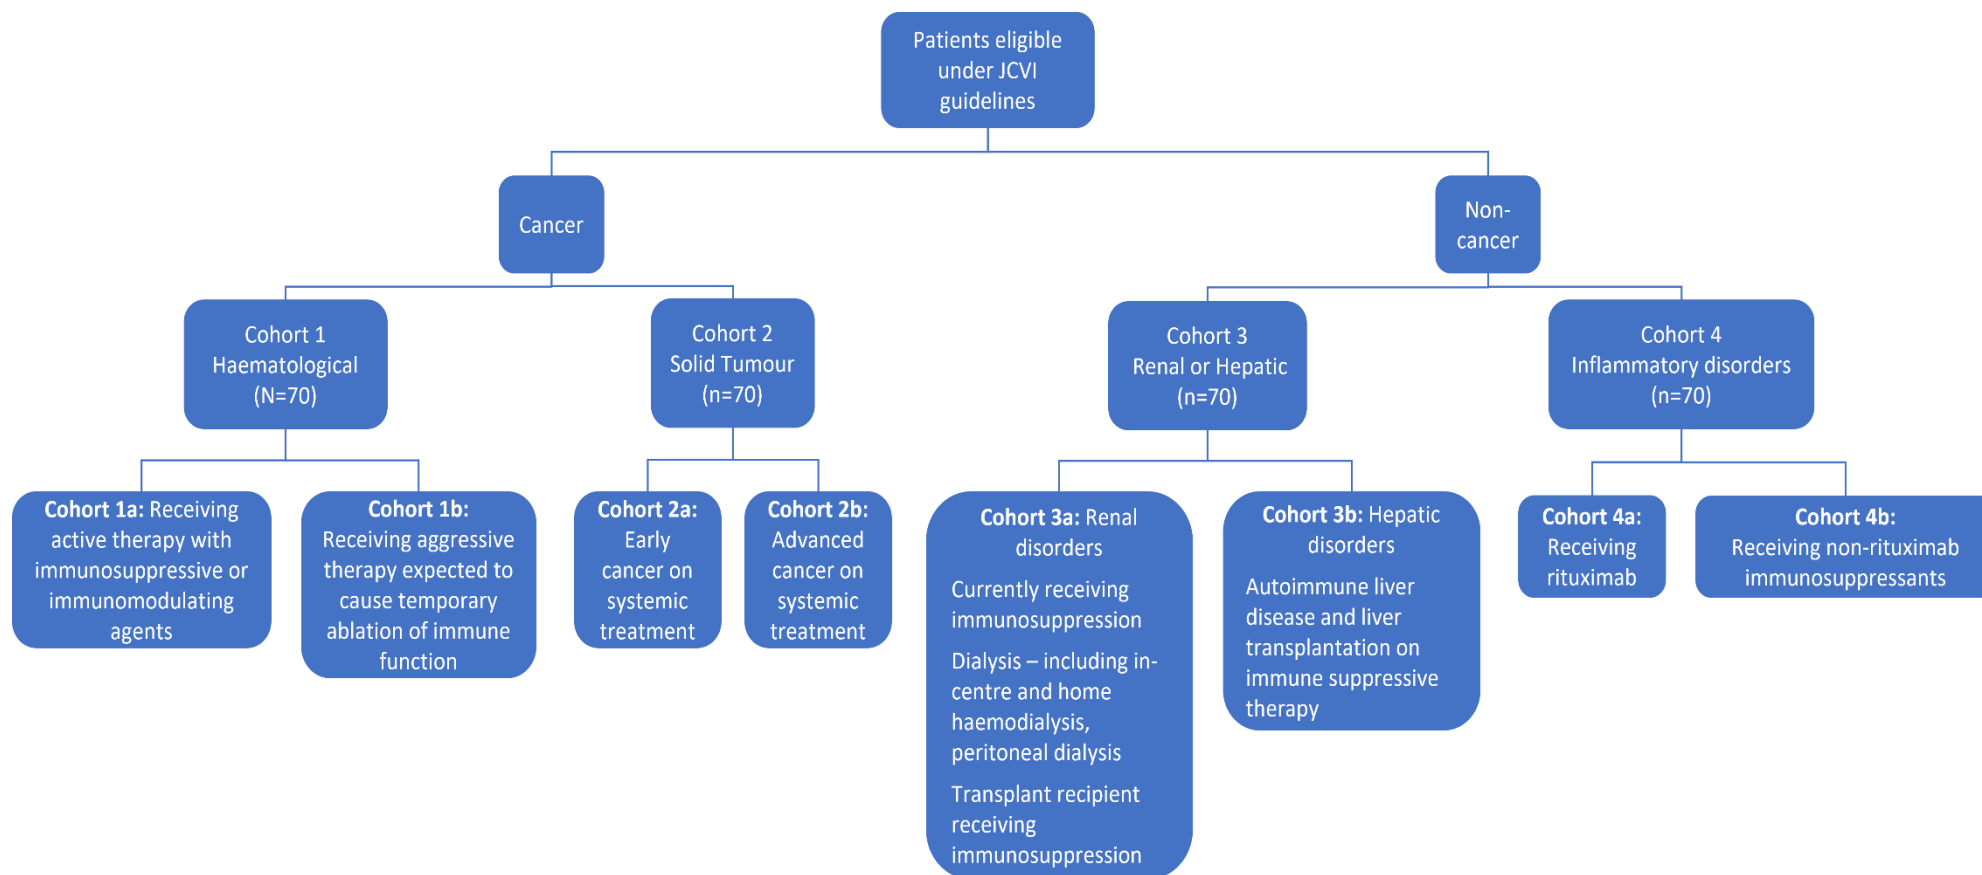 Patients eligible
under JCVI
guidelines
Cancer
Non-
cancer
Cohort 1
Haematological
(N=70)
Cohort 2
Solid Tumour
(n=70)
Cohort 3
Renal or Hepatic
(n=70)
Cohort 4
Inflammatory disorders
(n=70)
Cohort 1a: Receiving
active therapy with
immunosuppressive or
immunomodulating
agents
Cohort 1b:
Receiving aggressive
therapy expected to
cause temporary
ablation of immune
function
Cohort 2a:
Early
cancer on
systemic
treatment
Cohort 2b:
Advanced
cancer on
systemic
treatment
Cohort 3a: Renal
disorders
Currently receiving
immunosuppression
Dialysis – including in-
centre and home
haemodialysis,
peritoneal dialysis
Transplant recipient
receiving
immunosuppression
Cohort 3b: Hepatic
disorders
Autoimmune liver
disease and liver
transplantation on
immune suppressive
therapy
Cohort 4a:
Receiving
rituximab
Cohort 4b:
Receiving non-rituximab
immunosuppressants